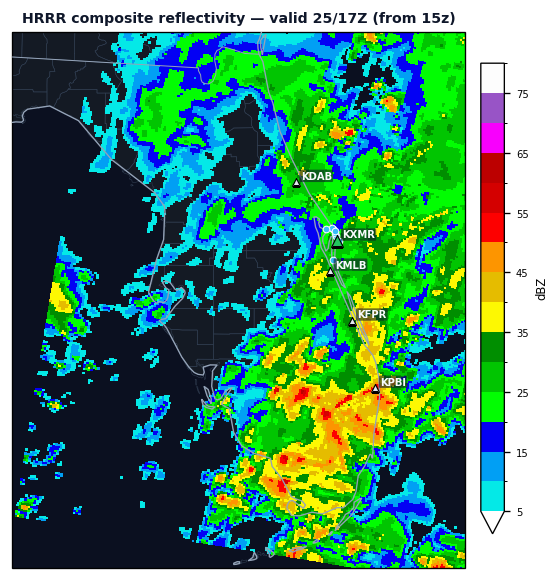 HRRR composite reflectivity — valid 25/17Z (from 15z)
KDAB
KXMR
KMLB
KFPR
KPBI
75
65
55
45
35
25
15
5
dBZ